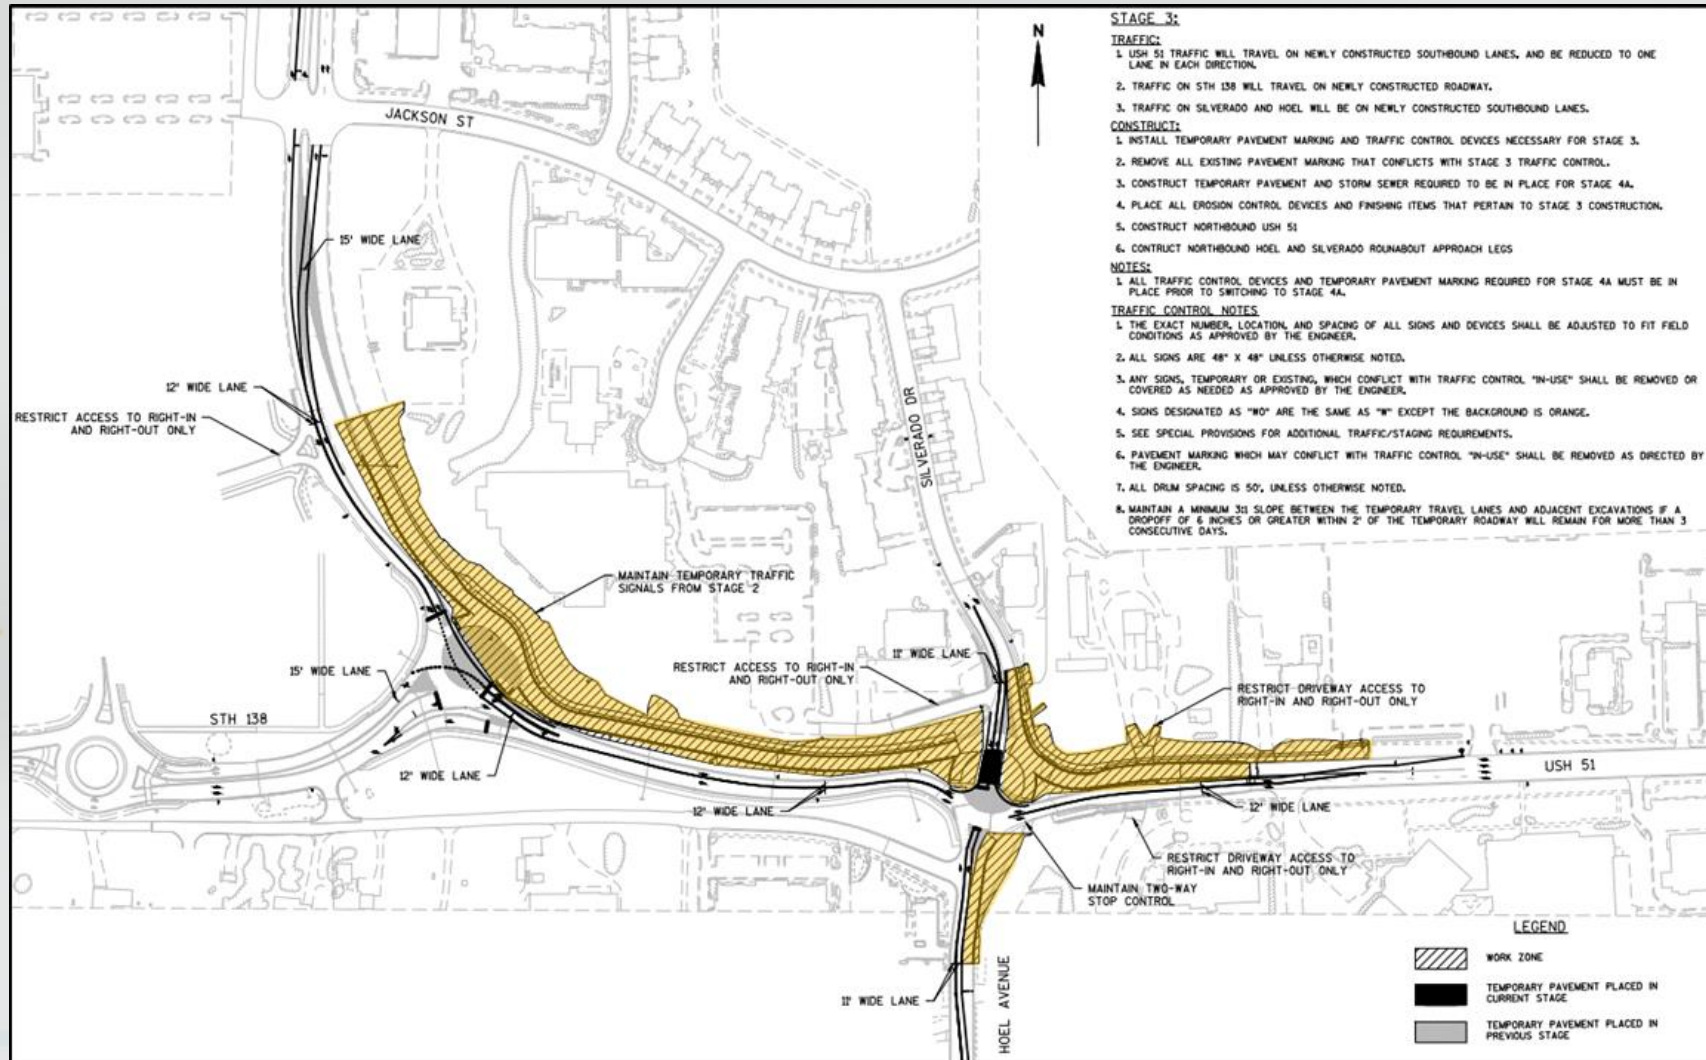 STAGE 3:
TRAFFIC:
1. USH 51 TRAFFIC WILL TRAVEL ON NEWLY CONSTRUCTED SOUTHBOUND LANES, AND BE REDUCED TO ONE
LANE IN EACH DIRECTION.
2. TRAFFIC ON STH 138 WILL TRAVEL ON NEWLY CONSTRUCTED ROADWAY.
3. TRAFFIC ON SILVERADO AND HOEL WILL BE ON NEWLY CONSTRUCTED SOUTHBOUND LANES.
CONSTRUCT:
1. INSTALL TEMPORARY PAVEMENT MARKING AND TRAFFIC CONTROL DEVICES NECESSARY FOR STAGE 3.
2. REMOVE ALL EXISTING PAVEMENT MARKING THAT CONFLICTS WITH STAGE 3 TRAFFIC CONTROL.
3. CONSTRUCT TEMPORARY PAVEMENT AND STORM SEWER REQUIRED TO BE IN PLACE FOR STAGE 4A.
4. PLACE ALL EROSION CONTROL DEVICES AND FINISHING ITEMS THAT PERTAIN TO STAGE 3 CONSTRUCTION.
5. CONSTRUCT NORTHBOUND USH 51
6. CONTRUCT NORTHBOUND HOEL AND SILVERADO ROUNABOUT APPROACH LEGS
NOTES:
1. ALL TRAFFIC CONTROL DEVICES AND TEMPORARY PAVEMENT MARKING REQUIRED FOR STAGE 4A MUST BE IN
PLACE PRIOR TO SWITCHING TO STAGE 4A.
TRAFFIC CONTROL NOTES
1. THE EXACT NUMBER, LOCATION, AND SPACING OF ALL SIGNS AND DEVICES SHALL BE ADJUSTED TO FIT FIELD
CONDITIONS AS APPROVED BY THE ENGINEER.
2. ALL SIGNS ARE 48" X 48" UNLESS OTHERWISE NOTED.
3. ANY SIGNS, TEMPORARY OR EXISTING, WHICH CONFLICT WITH TRAFFIC CONTROL "IN-USE" SHALL BE REMOVED OR
COVERED AS NEEDED AS APPROVED BY THE ENGINEER.
4. SIGNS DESIGNATED AS "WO" ARE THE SAME AS "W" EXCEPT THE BACKGROUND IS ORANGE.
5. SEE SPECIAL PROVISIONS FOR ADDITIONAL TRAFFIC/STAGING REQUIREMENTS.
6. PAVEMENT MARKING WHICH MAY CONFLICT WITH TRAFFIC CONTROL "IN-USE" SHALL BE REMOVED AS DIRECTED BY
THE ENGINEER.
7. ALL DRUM SPACING IS 50', UNLESS OTHERWISE NOTED.
8. MAINTAIN A MINIMUM 3:1 SLOPE BETWEEN THE TEMPORARY TRAVEL LANES AND ADJACENT EXCAVATIONS IF A
DROPOFF OF 6 INCHES OR GREATER WITHIN 2' OF THE TEMPORARY ROADWAY WILL REMAIN FOR MORE THAN 3
CONSECUTIVE DAYS.
N
JACKSON ST
15' WIDE LANE
12' WIDE LANE
RESTRICT ACCESS TO RIGHT-IN
AND RIGHT-OUT ONLY
SILVERADO DR
MAINTAIN TEMPORARY TRAFFIC
SIGNALS FROM STAGE 2
11' WIDE LANE
RESTRICT ACCESS TO RIGHT-IN
AND RIGHT-OUT ONLY
15' WIDE LANE
STH 138
RESTRICT DRIVEWAY ACCESS TO
RIGHT-IN AND RIGHT-OUT ONLY
USH 51
12' WIDE LANE
12' WIDE LANE
12' WIDE LANE
RESTRICT DRIVEWAY ACCESS TO
RIGHT-IN AND RIGHT-OUT ONLY
MAINTAIN TWO-WAY
STOP CONTROL
11' WIDE LANE
HOEL AVENUE
LEGEND
WORK ZONE
TEMPORARY PAVEMENT PLACED IN
CURRENT STAGE
TEMPORARY PAVEMENT PLACED IN
PREVIOUS STAGE